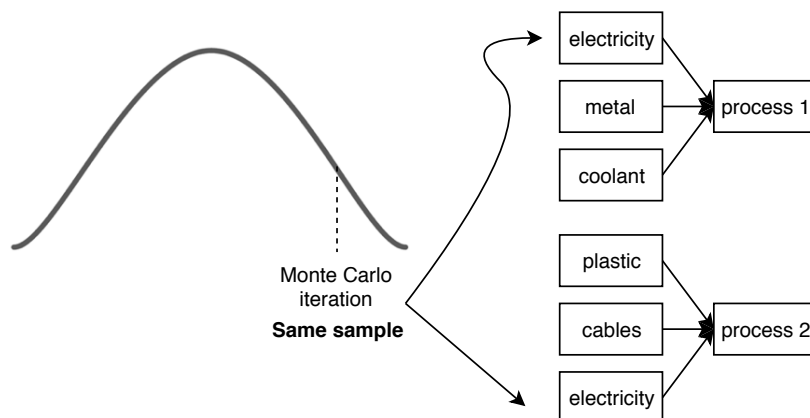 electricity
metal
coolant
process 1
Monte Carlo
iteration
Same sample
plastic
cables
electricity
process 2